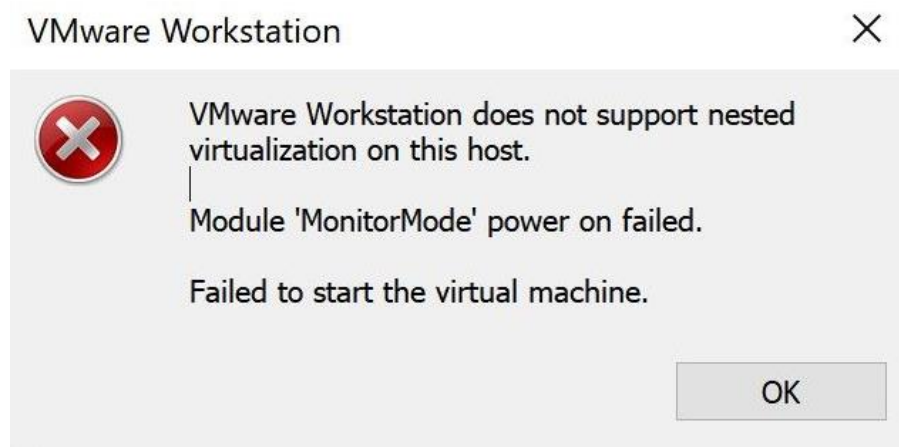 VMware Workstation
VMware Workstation does not support nested
virtualization on this host.
Module 'MonitorMode' power on failed.
Failed to start the virtual machine.
OK